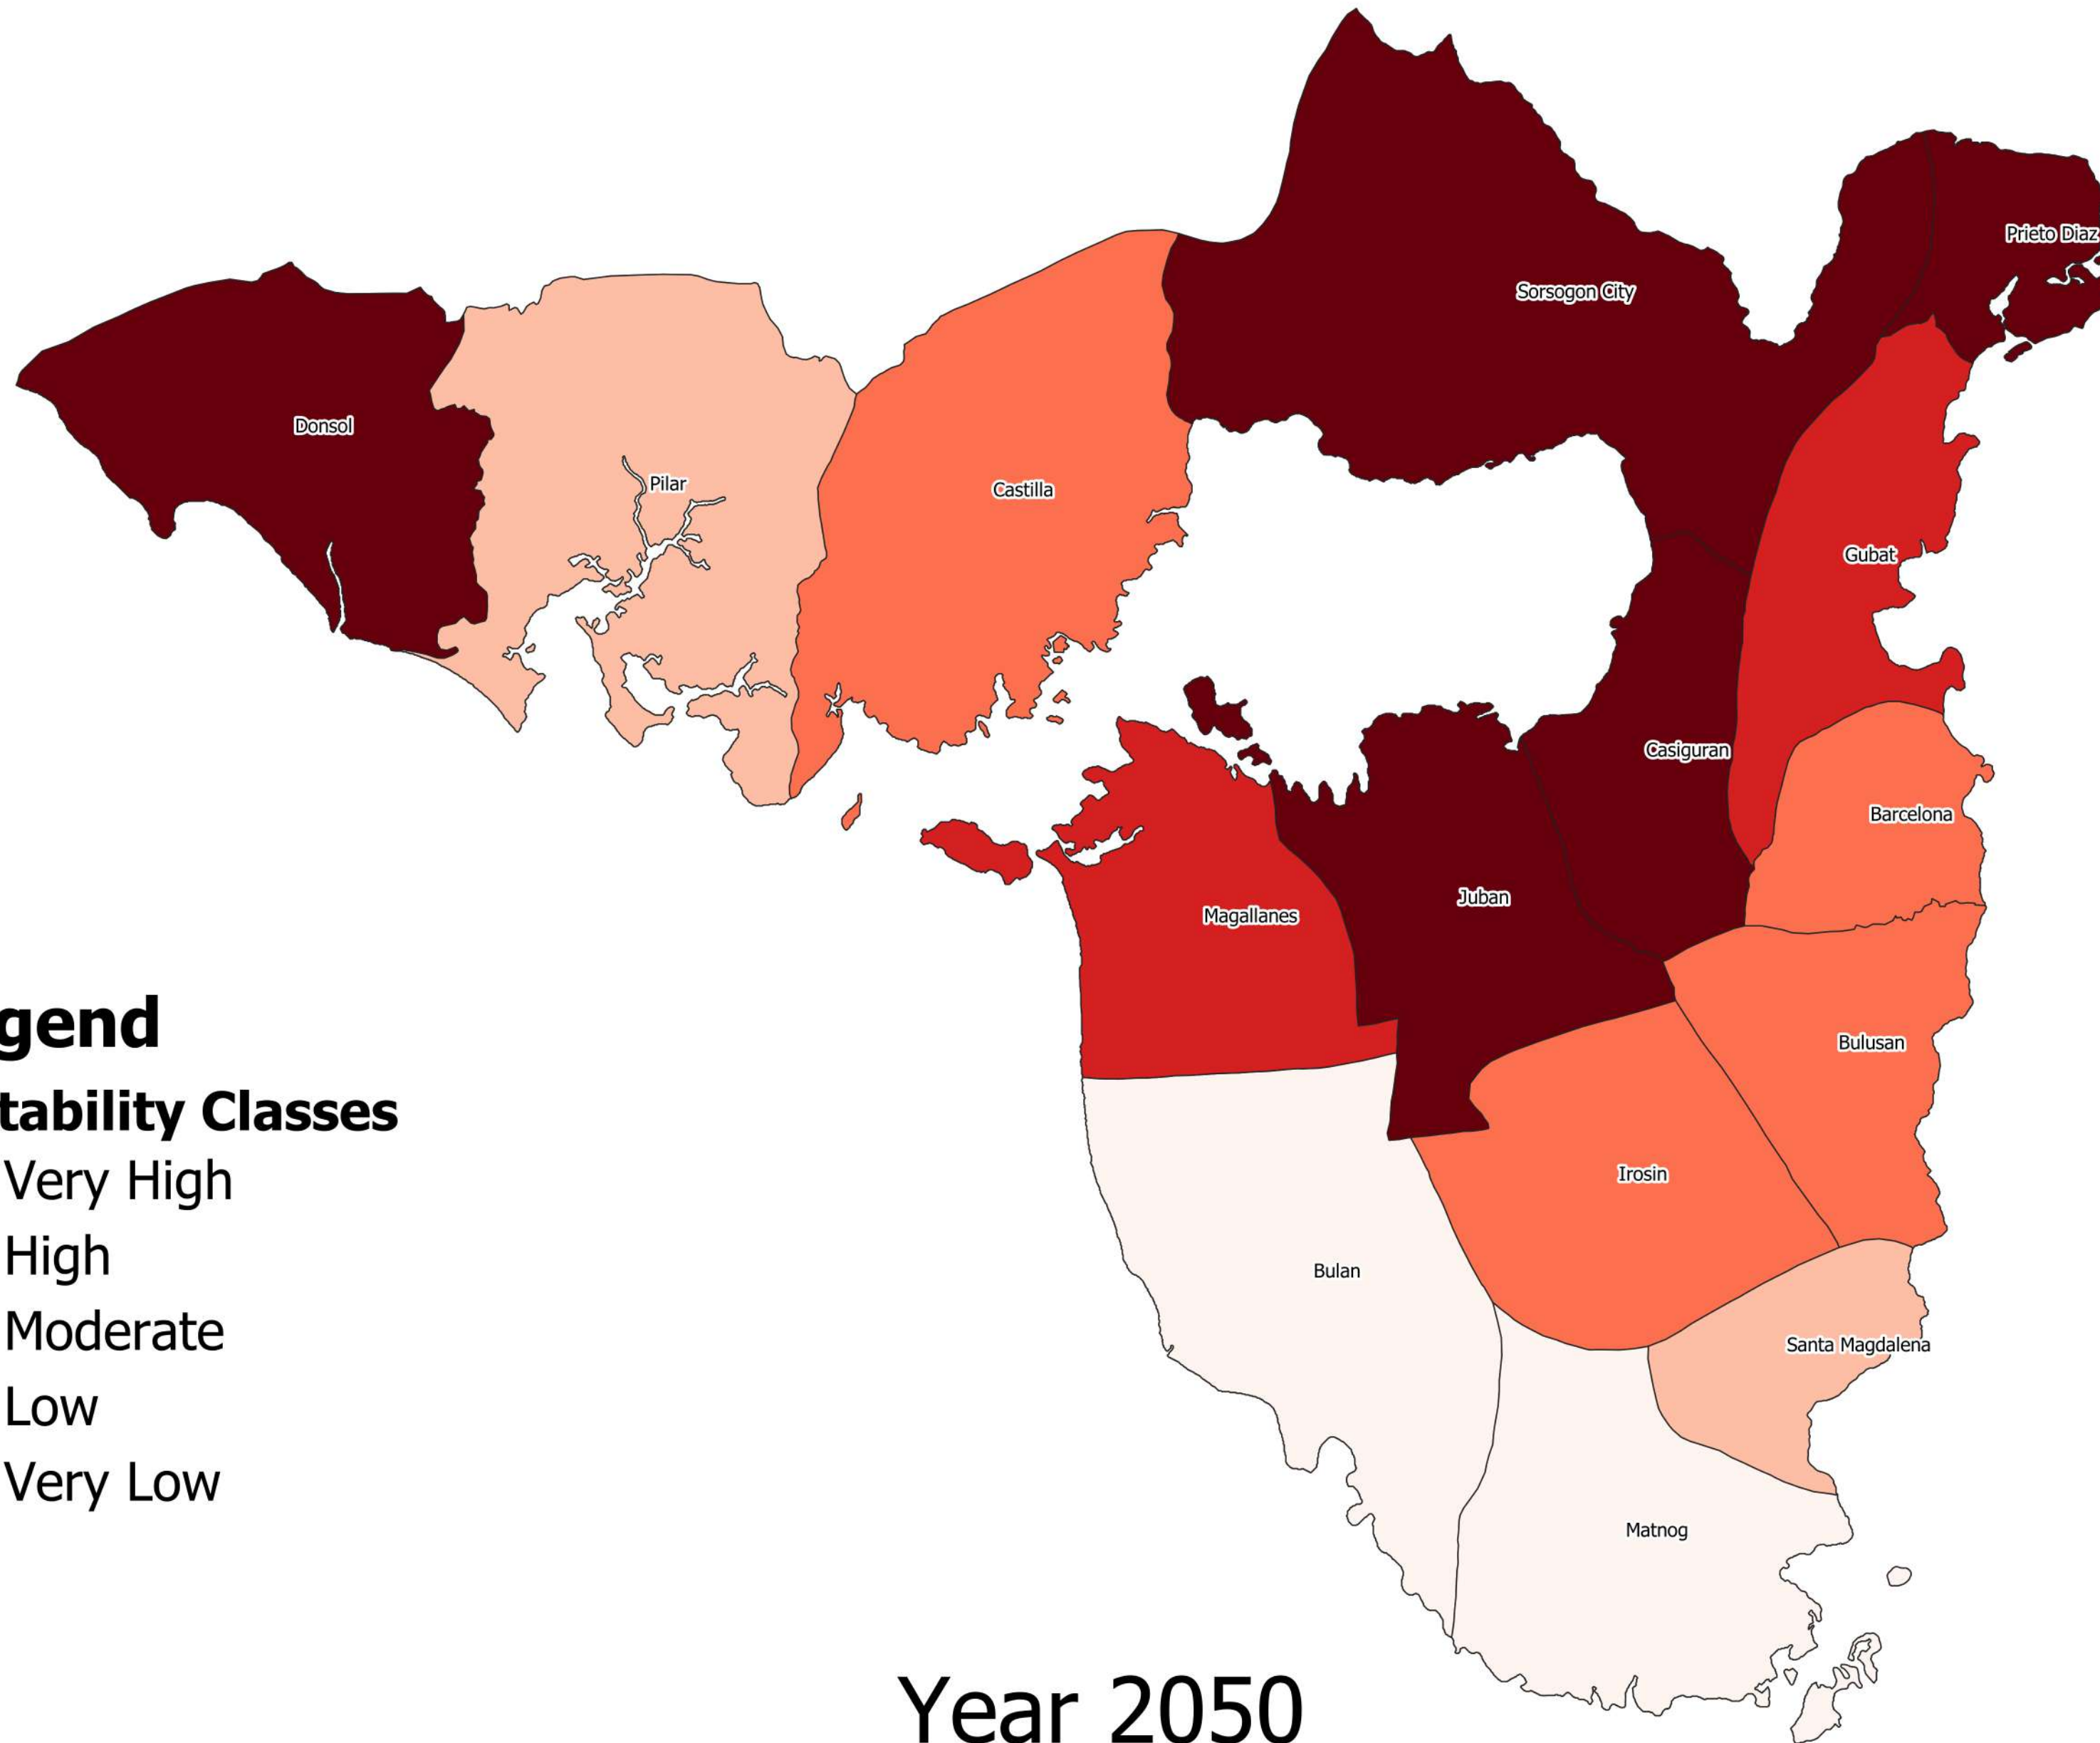 Prieto Diaz
Sorsogon City
Donsol
Pilar
Castilla
Gubat
Casiguran
Barcelona
Juban
Magallanes
gend
tability Classes
Very High
High
Moderate
Low
Very Low
Bulusan
Irosin
Bulan
Santa Magdalena
Matnog
Year 2050